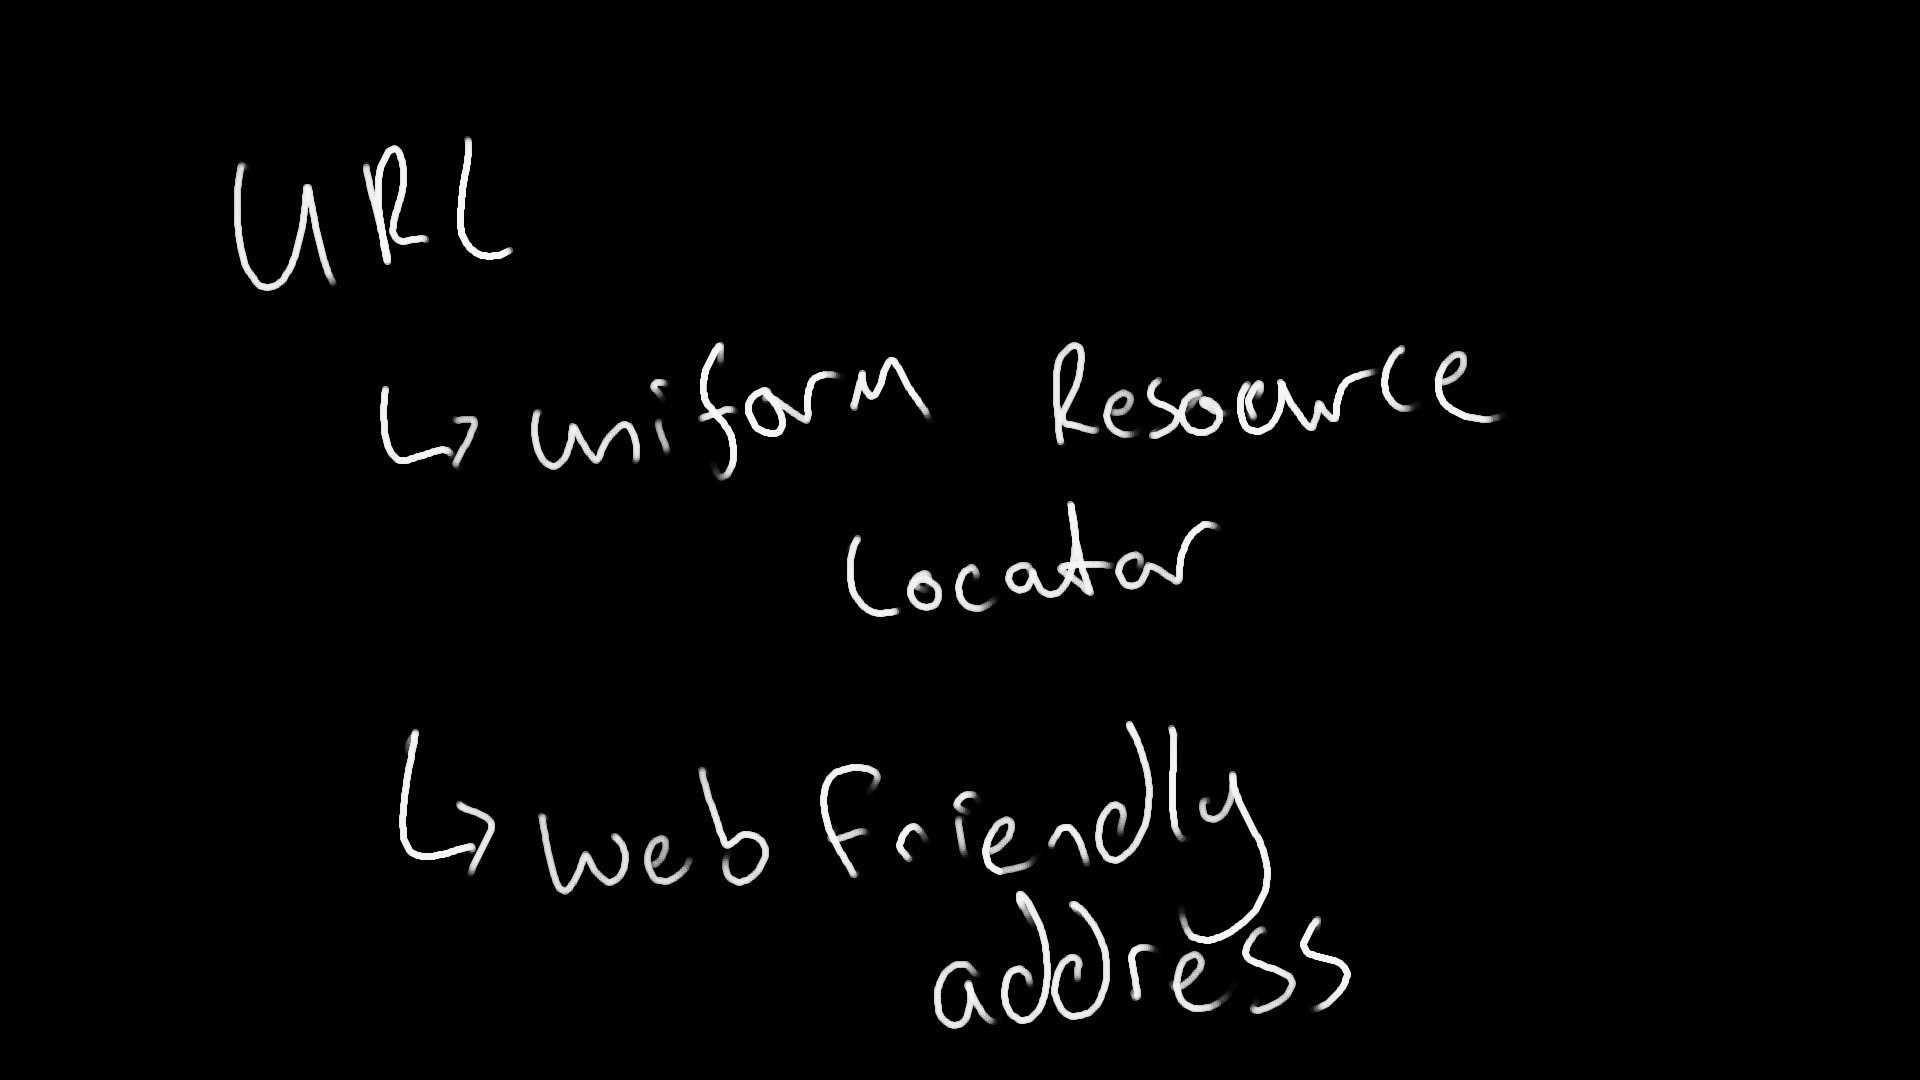 URL
↳ uniform Resource
Locator
↳ web friendly
address